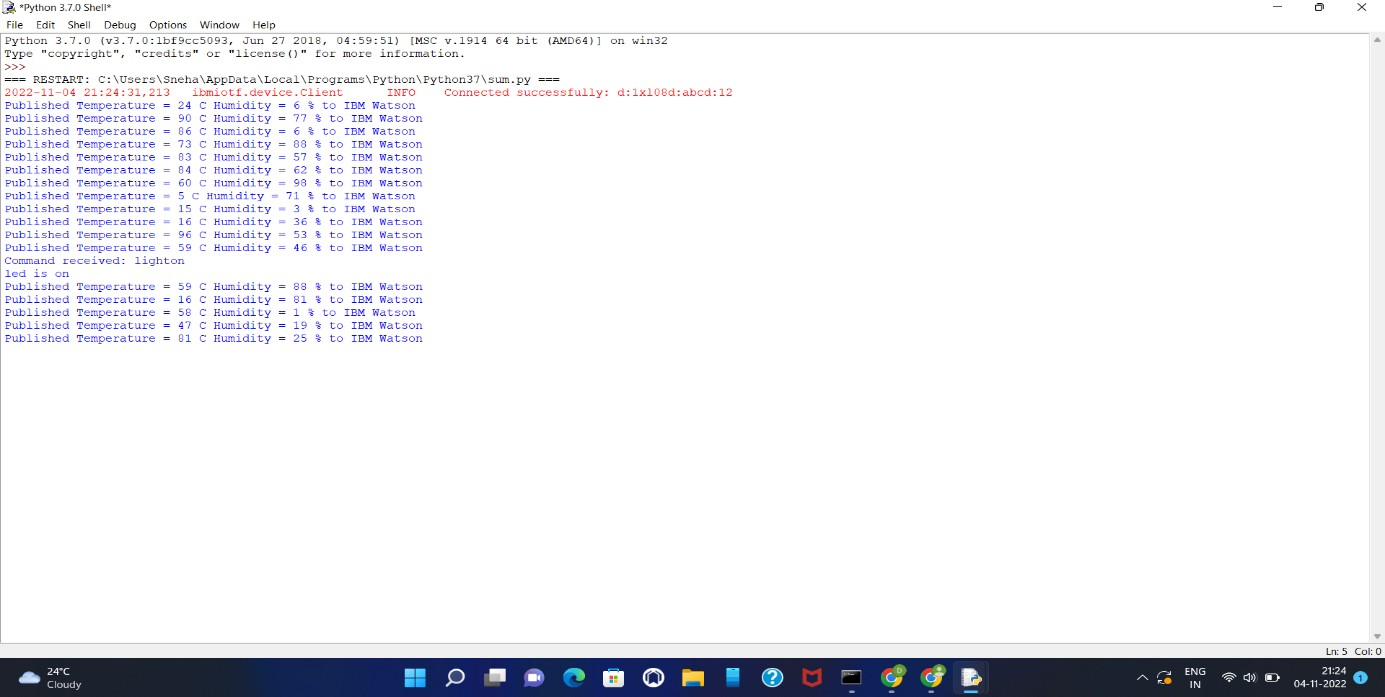 *Python 3.7.0 Shell*
File Edit Shell Debug Options Window Help
Python 3.7.0 (v3.7.0:1bf9cc5093, Jun 27 2018, 04:59:51) [MSC v.1914 64 bit (AMD64)] on win32
Type "copyright", "credits" or "license()" for more information.
>>>
=== RESTART: C:\Users\Sneha\AppData\Local\Programs\Python\Python37\sum.py ===
2022-11-04 21:24:31,213 ibmiotf.device.Client INFO Connected successfully: d:1xl08d:abcd:12
Published Temperature = 24 C Humidity = 6 % to IBM Watson
Published Temperature = 90 C Humidity = 77 % to IBM Watson
Published Temperature = 86 C Humidity = 6 % to IBM Watson
Published Temperature = 73 C Humidity = 88 % to IBM Watson
Published Temperature = 83 C Humidity = 57 % to IBM Watson
Published Temperature = 84 C Humidity = 62 % to IBM Watson
Published Temperature = 60 C Humidity = 98 % to IBM Watson
Published Temperature = 5 C Humidity = 71 % to IBM Watson
Published Temperature = 15 C Humidity = 3 % to IBM Watson
Published Temperature = 16 C Humidity = 36 % to IBM Watson
Published Temperature = 96 C Humidity = 53 % to IBM Watson
Published Temperature = 59 C Humidity = 46 % to IBM Watson
Command received: lighton
led is on
Published Temperature = 59 C Humidity = 88 % to IBM Watson
Published Temperature = 16 C Humidity = 81 % to IBM Watson
Published Temperature = 58 C Humidity = 1 % to IBM Watson
Published Temperature = 47 C Humidity = 19 % to IBM Watson
Published Temperature = 81 C Humidity = 25 % to IBM Watson
Ln: 5 Col: 0
24°C
Cloudy
ENG
IN
21:24
04-11-2022
1